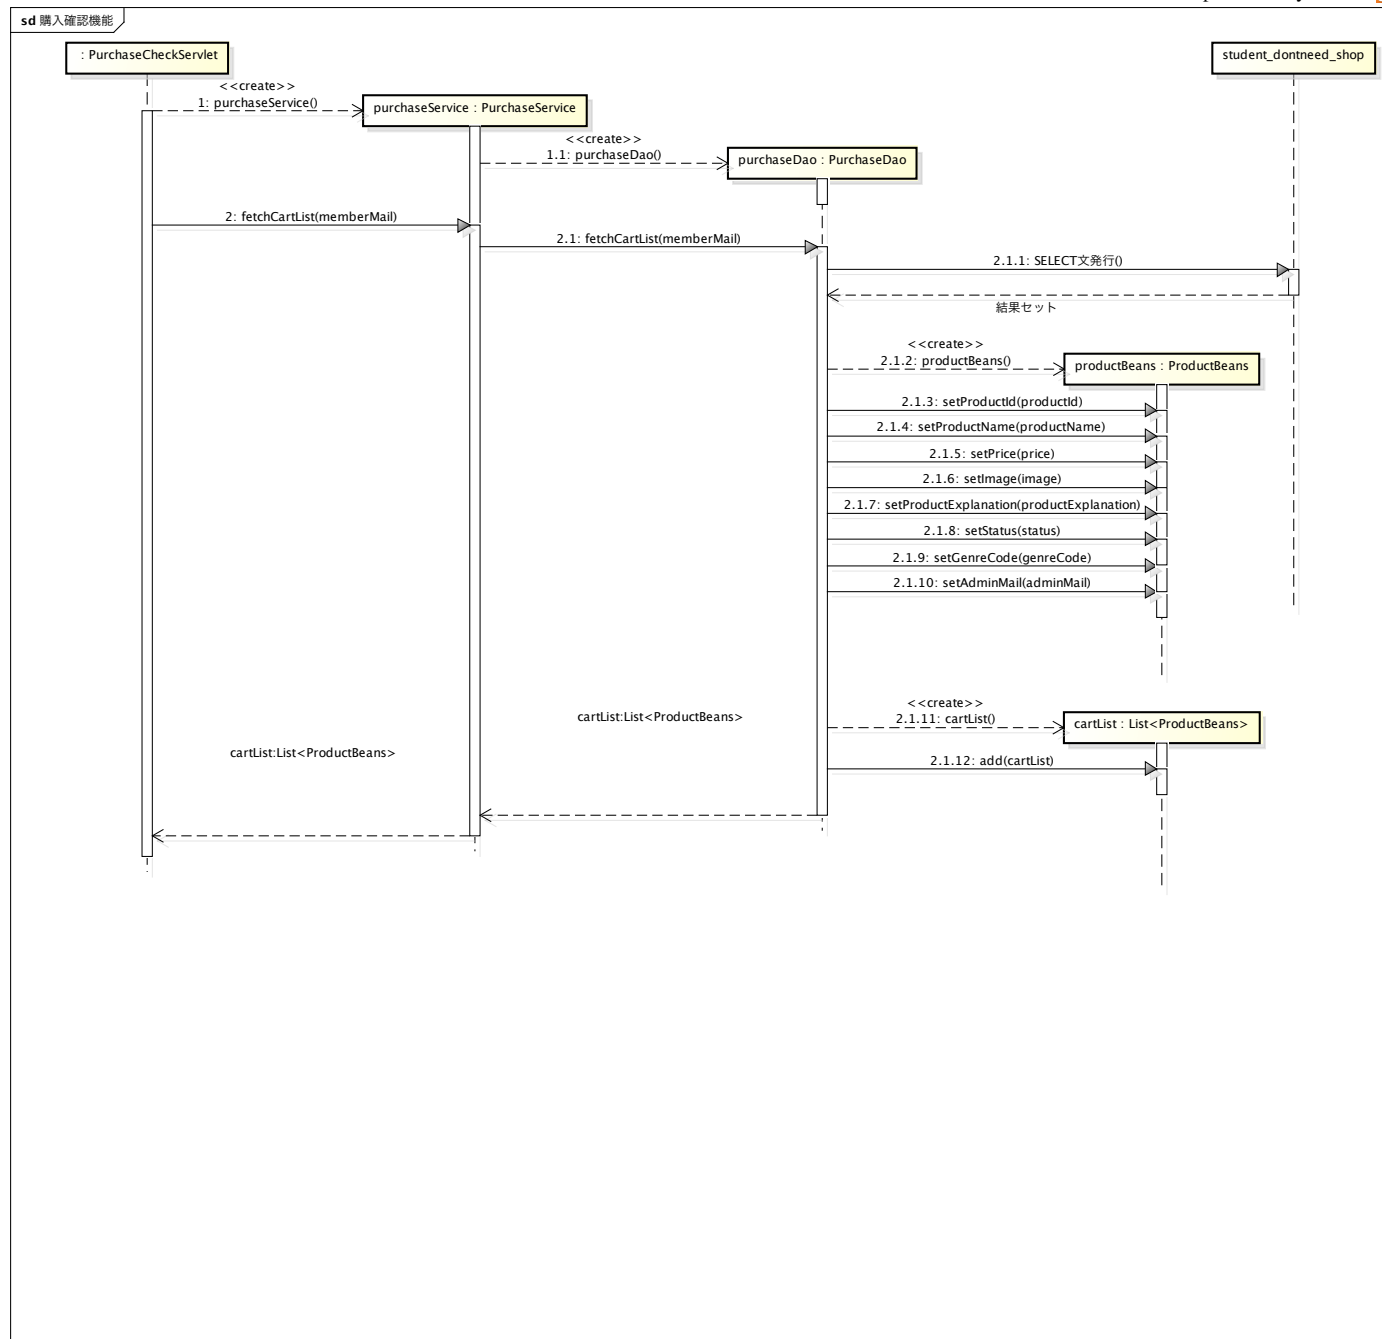 sd 購入確認機能
: PurchaseCheckServlet
student_dontneed_shop
<<create>>
1: purchaseService()
purchaseService : PurchaseService
<<create>>
1.1: purchaseDao()
purchaseDao : PurchaseDao
2: fetchCartList(memberMail)
2.1: fetchCartList(memberMail)
2.1.1: SELECT文発行()
結果セット
<<create>>
2.1.2: productBeans()
productBeans : ProductBeans
2.1.3: setProductId(productId)
2.1.4: setProductName(productName)
2.1.5: setPrice(price)
2.1.6: setImage(image)
2.1.7: setProductExplanation(productExplanation)
2.1.8: setStatus(status)
2.1.9: setGenreCode(genreCode)
2.1.10: setAdminMail(adminMail)
<<create>>
cartList:List<ProductBeans>
2.1.11: cartList()
cartList : List<ProductBeans>
cartList:List<ProductBeans>
2.1.12: add(cartList)